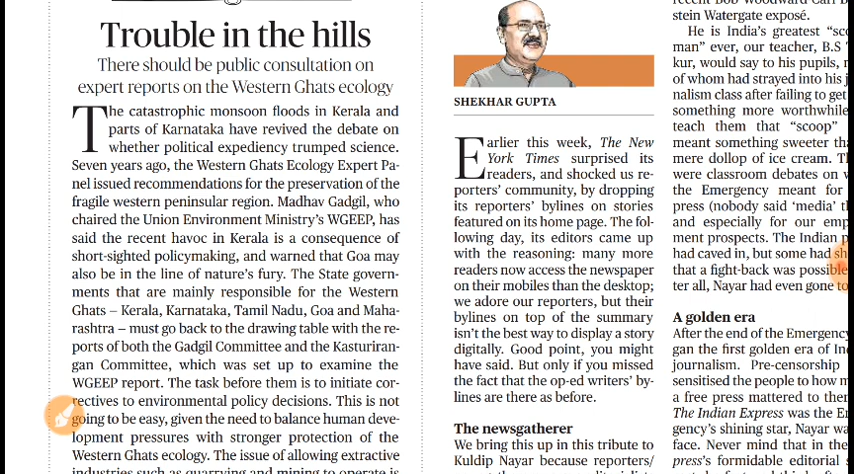 Trouble in the hills
There should be public consultation on
expert reports on the Western Ghats ecology
The catastrophic monsoon floods in Kerala and
parts of Karnataka have revived the debate on
whether political expediency trumped science.
Seven years ago, the Western Ghats Ecology Expert Pa-
nel issued recommendations for the preservation of the
fragile western peninsular region. Madhav Gadgil, who
chaired the Union Environment Ministry's WGEEP, has
said the recent havoc in Kerala is a consequence of
short-sighted policymaking, and warned that Goa may
also be in the line of nature's fury. The State govern-
ments that are mainly responsible for the Western
Ghats – Kerala, Karnataka, Tamil Nadu, Goa and Maha-
rashtra – must go back to the drawing table with the re-
ports of both the Gadgil Committee and the Kasturiran-
gan Committee, which was set up to examine the
WGEEP report. The task before them is to initiate cor-
rectives to environmental policy decisions. This is not
going to be easy, given the need to balance human deve-
lopment pressures with stronger protection of the
Western Ghats ecology. The issue of allowing extractive
industries such as quarrying and mining to operate is
SHEKHAR GUPTA
Earlier this week, The New
York Times surprised its
readers, and shocked us re-
porters' community, by dropping
its reporters' bylines on stories
featured on its home page. The fol-
lowing day, its editors came up
with the reasoning: many more
readers now access the newspaper
on their mobiles than the desktop;
we adore our reporters, but their
bylines on top of the summary
isn't the best way to display a story
digitally. Good point, you might
have said. But only if you missed
the fact that the op-ed writers' by-
lines are there as before.
The newsgatherer
We bring this up in this tribute to
Kuldip Nayar because reporters/
stein Watergate exposé.
He is India's greatest "sco
man" ever, our teacher, B.S
kur, would say to his pupils,
of whom had strayed into his j
nalism class after failing to get
something more worthwhile
teach them that "scoop"
meant something sweeter tha
mere dollop of ice cream. T
were classroom debates on
the Emergency meant for
press (nobody said 'media' t
and especially for our emp
ment prospects. The Indian p
had caved in, but some had sh
that a fight-back was possible
ter all, Nayar had even gone to
A golden era
After the end of the Emergency
gan the first golden era of In
journalism. Pre-censorship
sensitised the people to how m
a free press mattered to them
The Indian Express was the Er
gency's shining star, Nayar wa
face. Never mind that in the
press's formidable editorial s